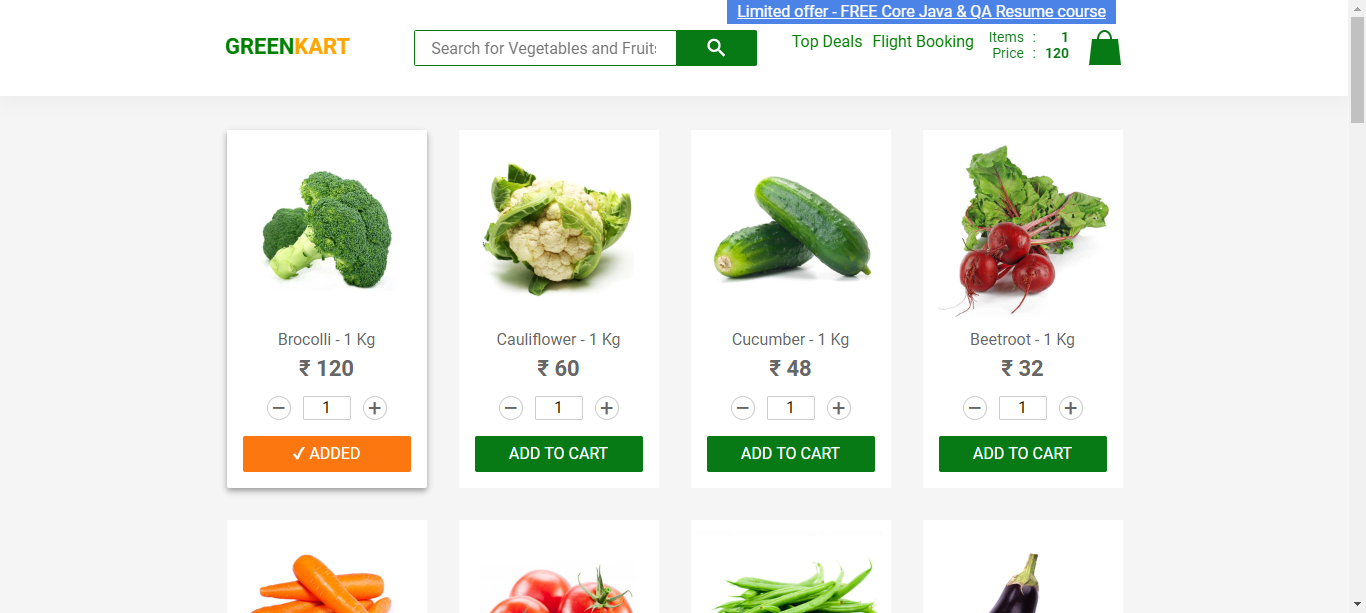 Limited offer - FREE Core Java & QA Resume course
GREENKART
Search for Vegetables and Fruit
Top Deals Flight Booking
Items : 1
Price : 120
Brocolli - 1 Kg
₹ 120
− 1 +
✓ ADDED
Cauliflower - 1 Kg
₹ 60
− 1 +
ADD TO CART
Cucumber - 1 Kg
₹ 48
− 1 +
ADD TO CART
Beetroot - 1 Kg
₹ 32
− 1 +
ADD TO CART